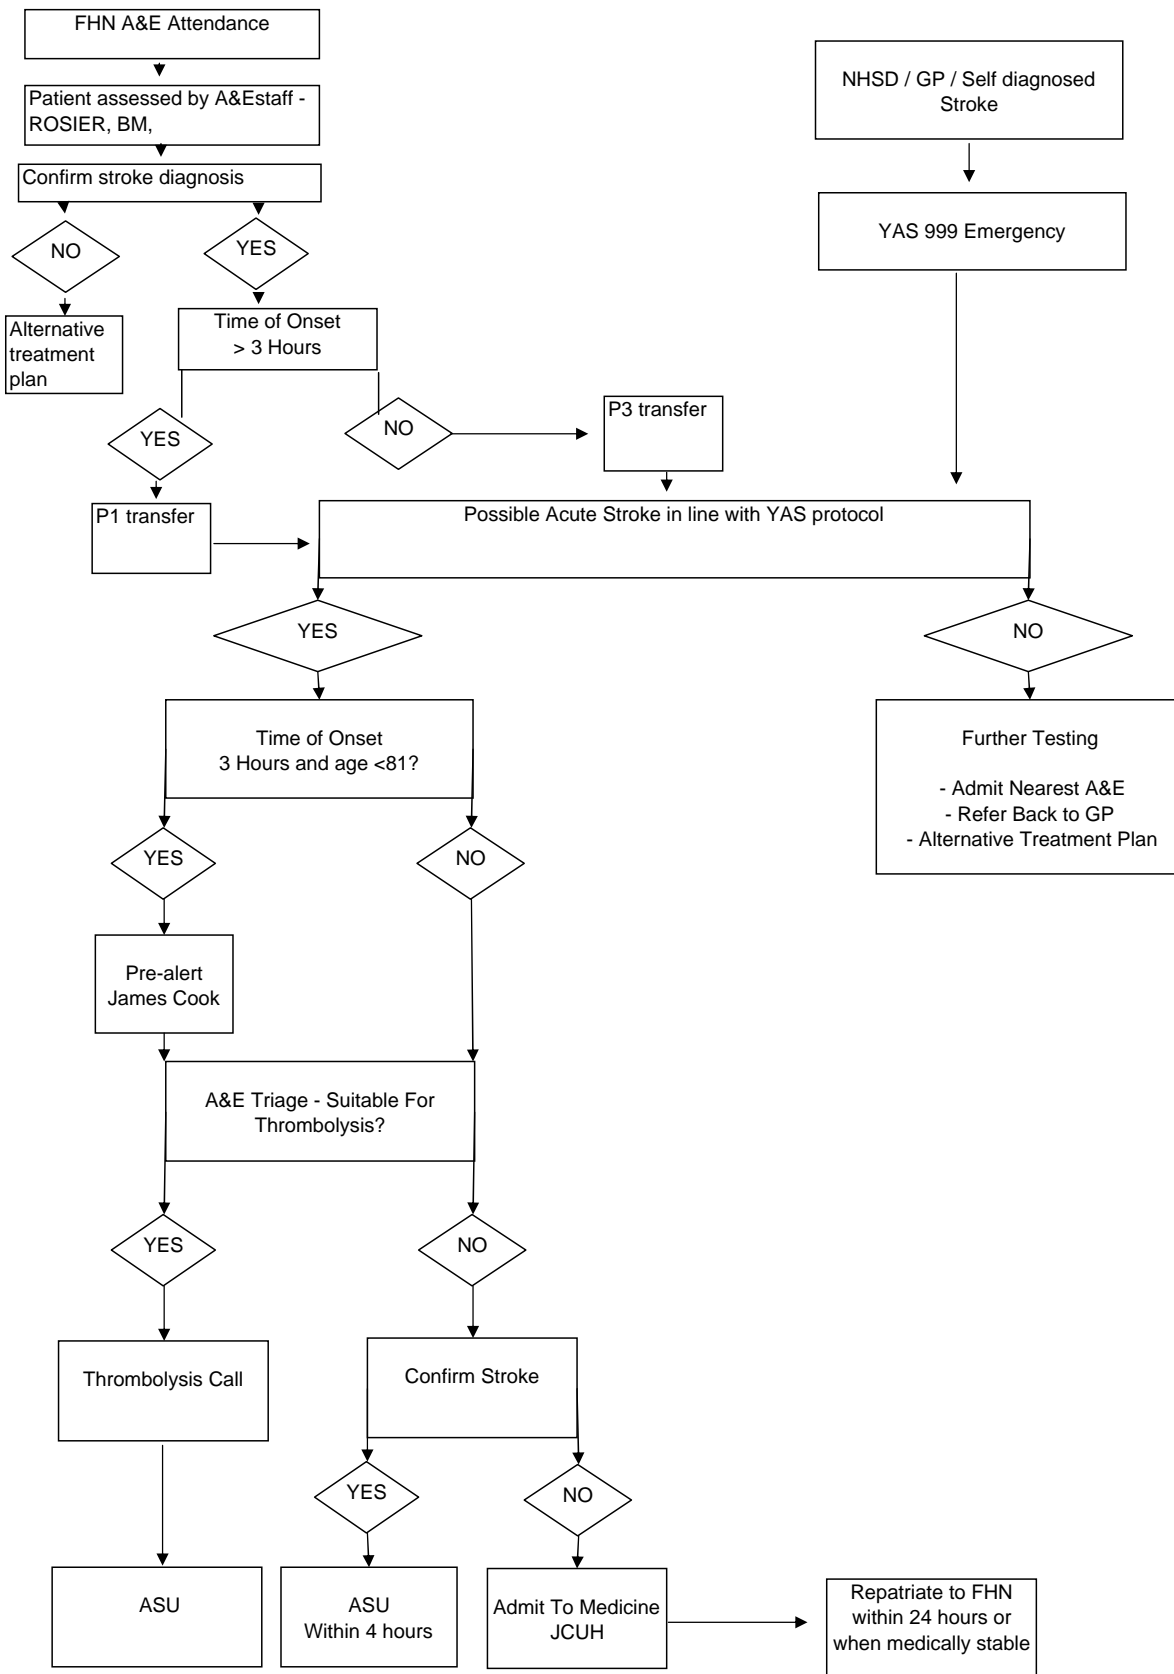 FHN A&E Attendance
NHSD / GP / Self diagnosed
Stroke
Patient assessed by A&Estaff -
ROSIER, BM,
Confirm stroke diagnosis
YAS 999 Emergency
NO
YES
Alternative
treatment
plan
Time of Onset
> 3 Hours
P3 transfer
YES
NO
P1 transfer
Possible Acute Stroke in line with YAS protocol
YES
NO
Time of Onset
3 Hours and age <81?
Further Testing
- Admit Nearest A&E
- Refer Back to GP
- Alternative Treatment Plan
YES
NO
Pre-alert
James Cook
A&E Triage - Suitable For
Thrombolysis?
YES
NO
Thrombolysis Call
Confirm Stroke
YES
NO
ASU
ASU
Within 4 hours
Admit To Medicine
JCUH
Repatriate to FHN
within 24 hours or
when medically stable